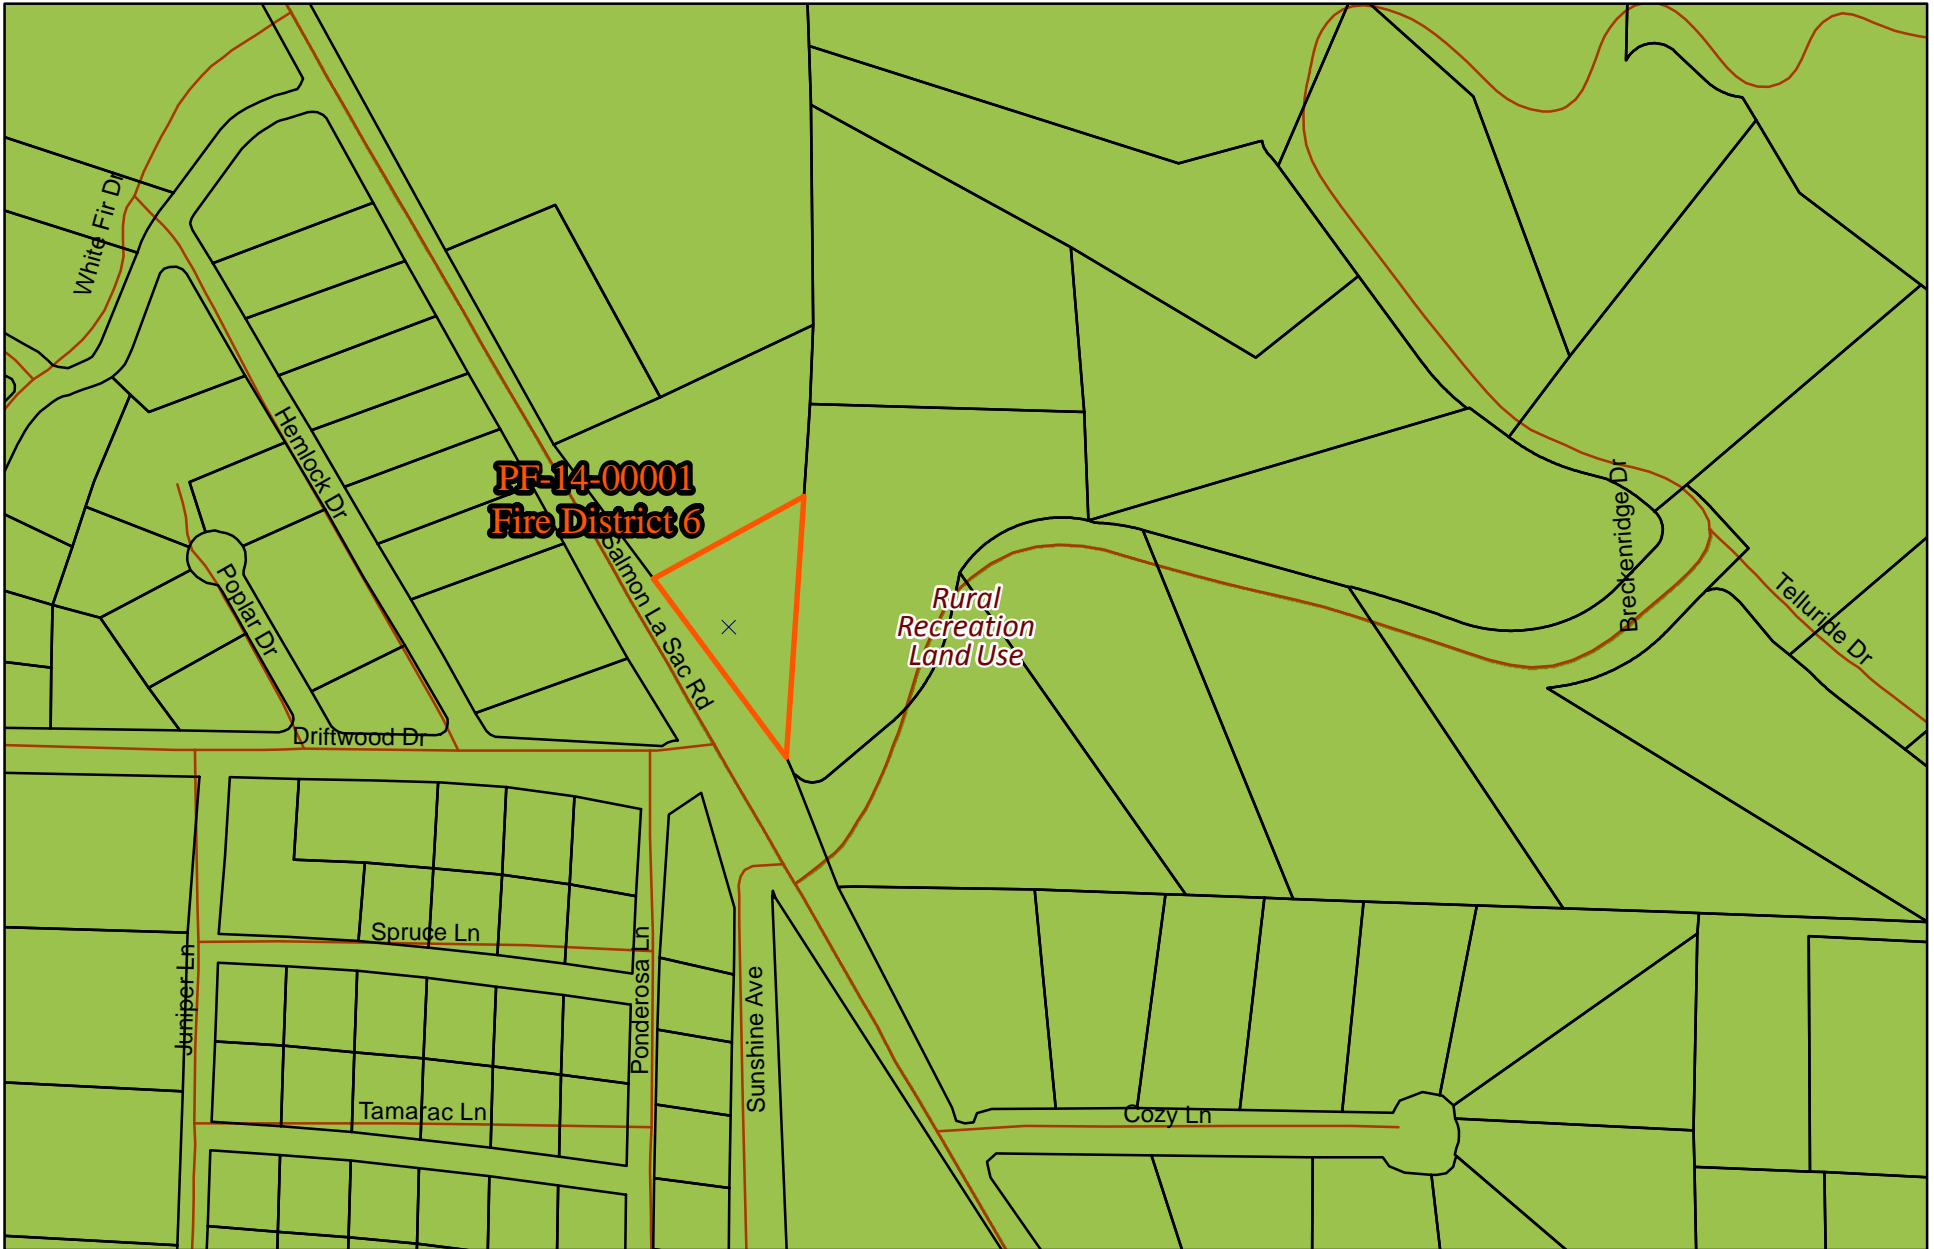 White Fir Dr
Hemlock Dr
PF-14-00001
Fire District 6
Salmon La Sac Rd
Poplar Dr
Driftwood Dr
Rural
Recreation
Land Use
Breckenridge Dr
Telluride Dr
Spruce Ln
Juniper Ln
Ponderosa Ln
Sunshine Ave
Tamarac Ln
Cozy Ln